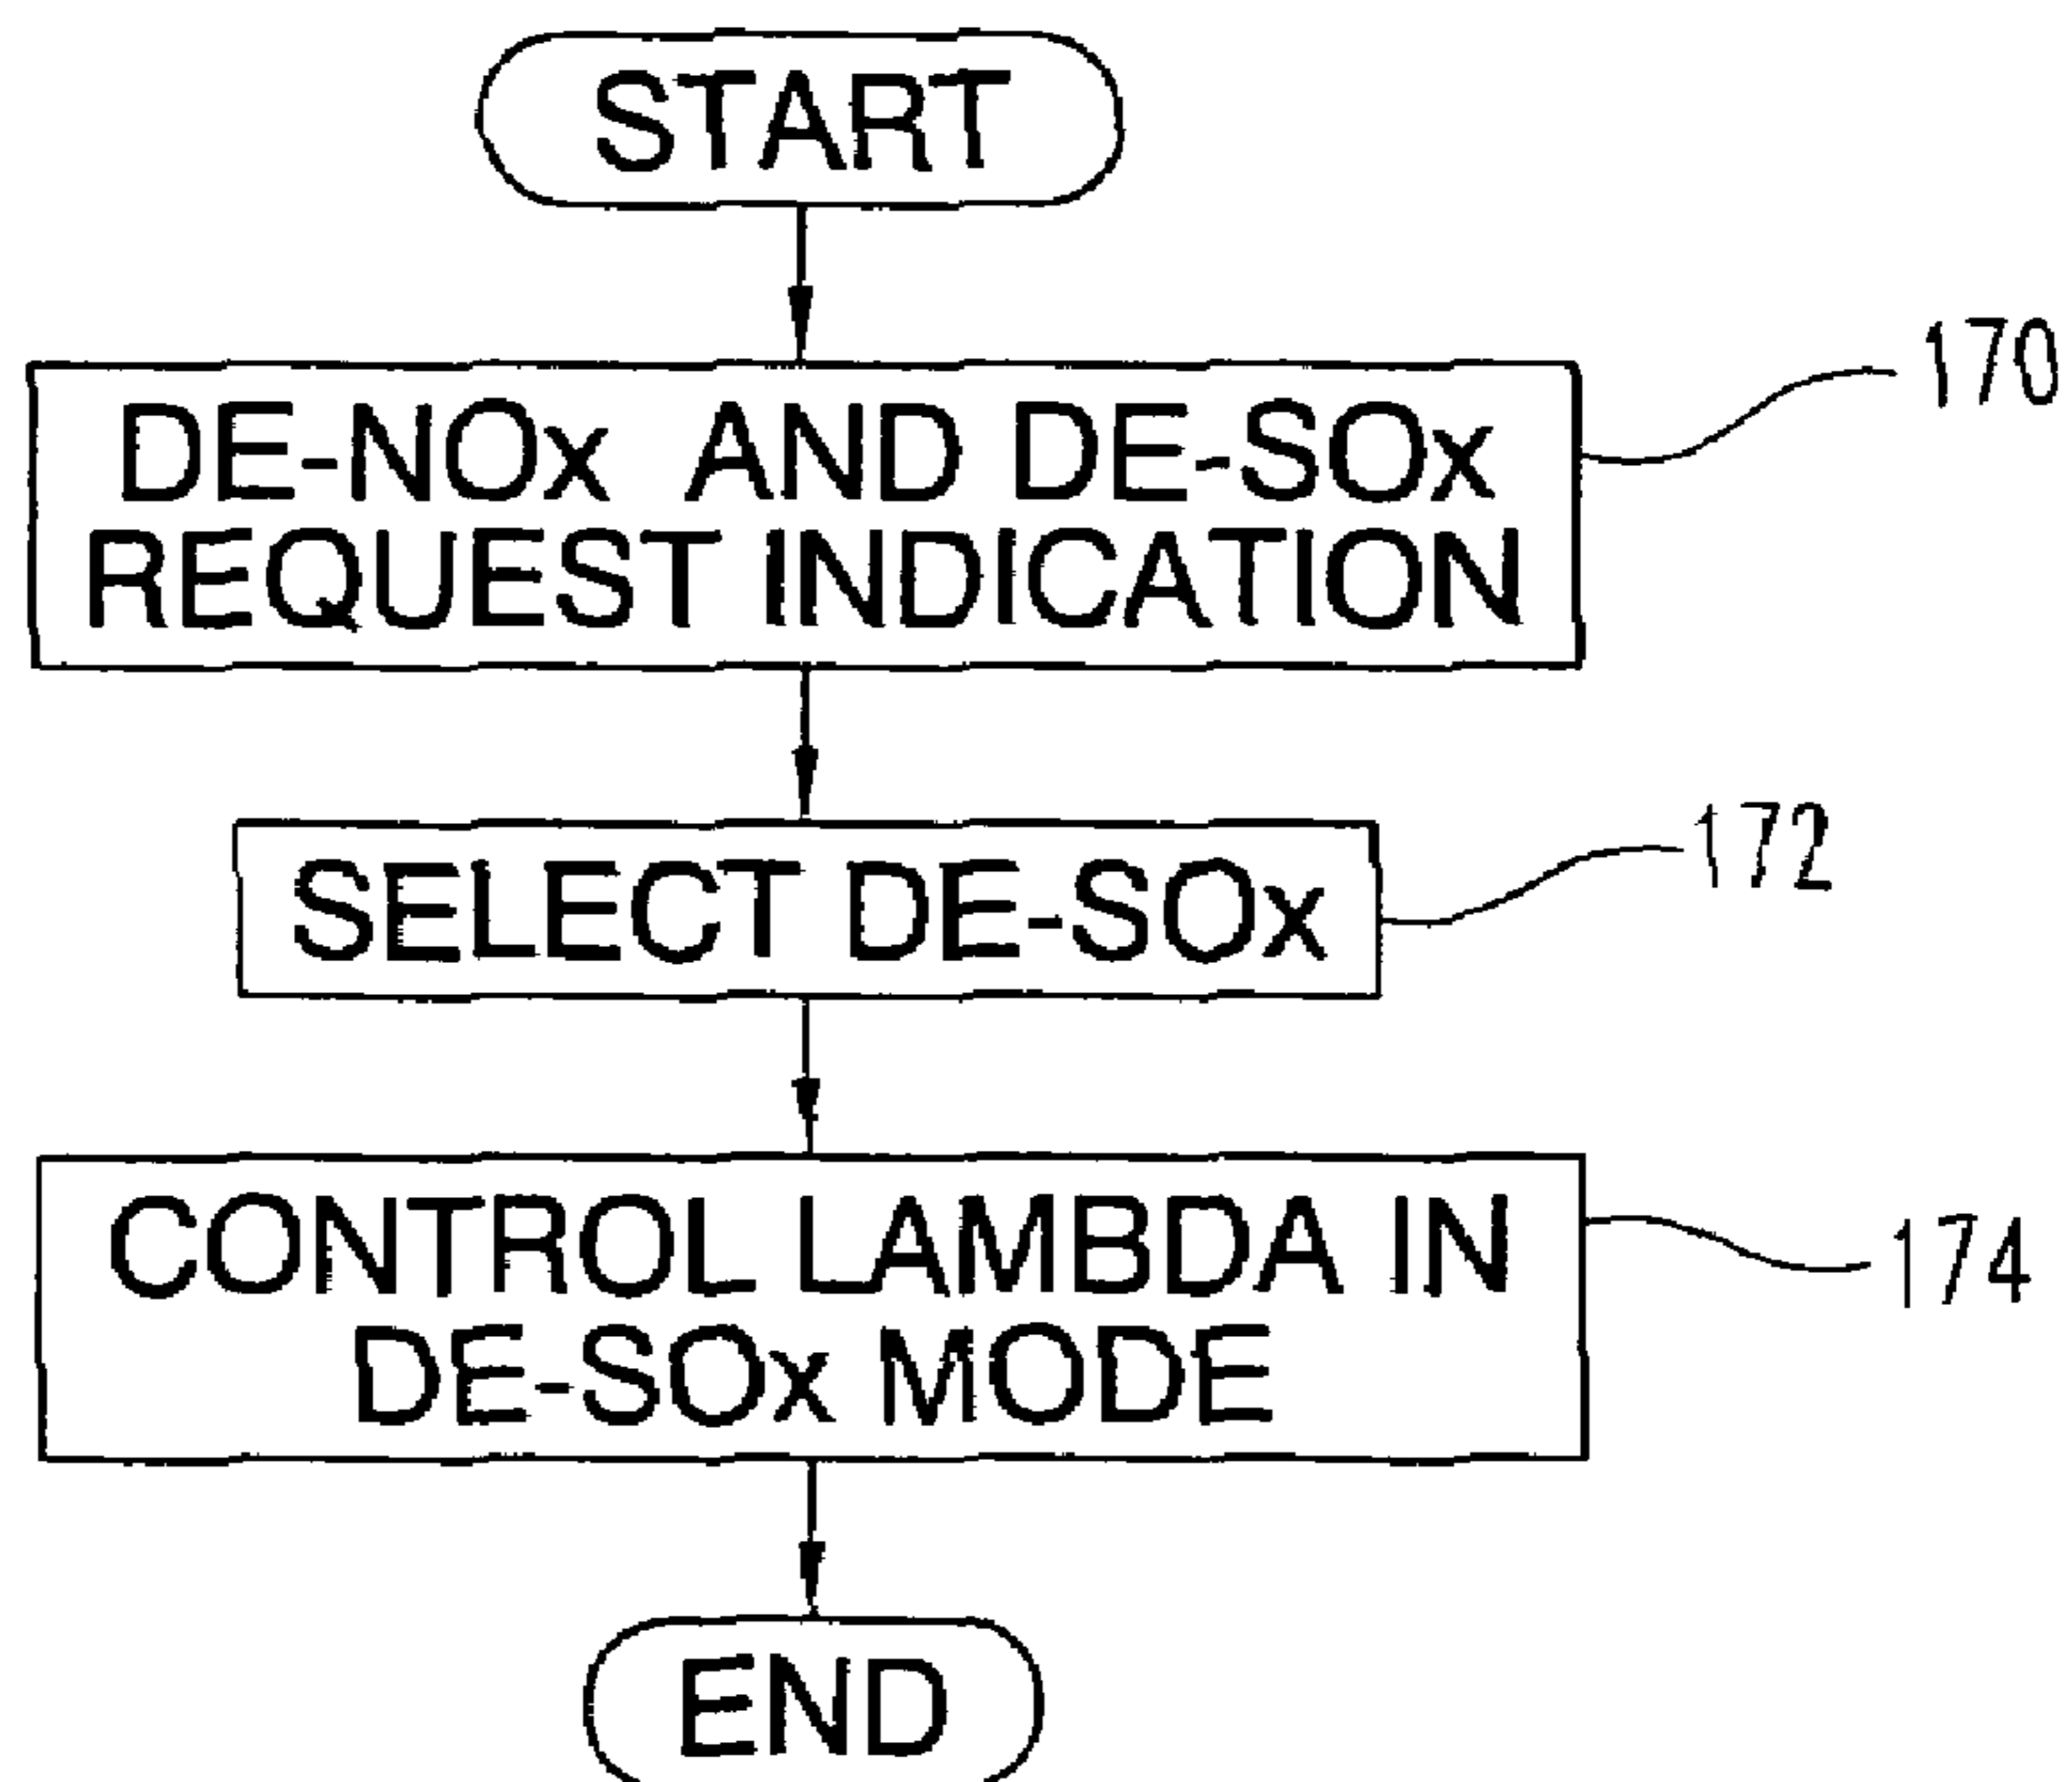 START
DE-NOx AND DE-SOx
REQUEST INDICATION
170
SELECT DE-SOx
172
CONTROL LAMBDA IN
DE-SOx MODE
174
END